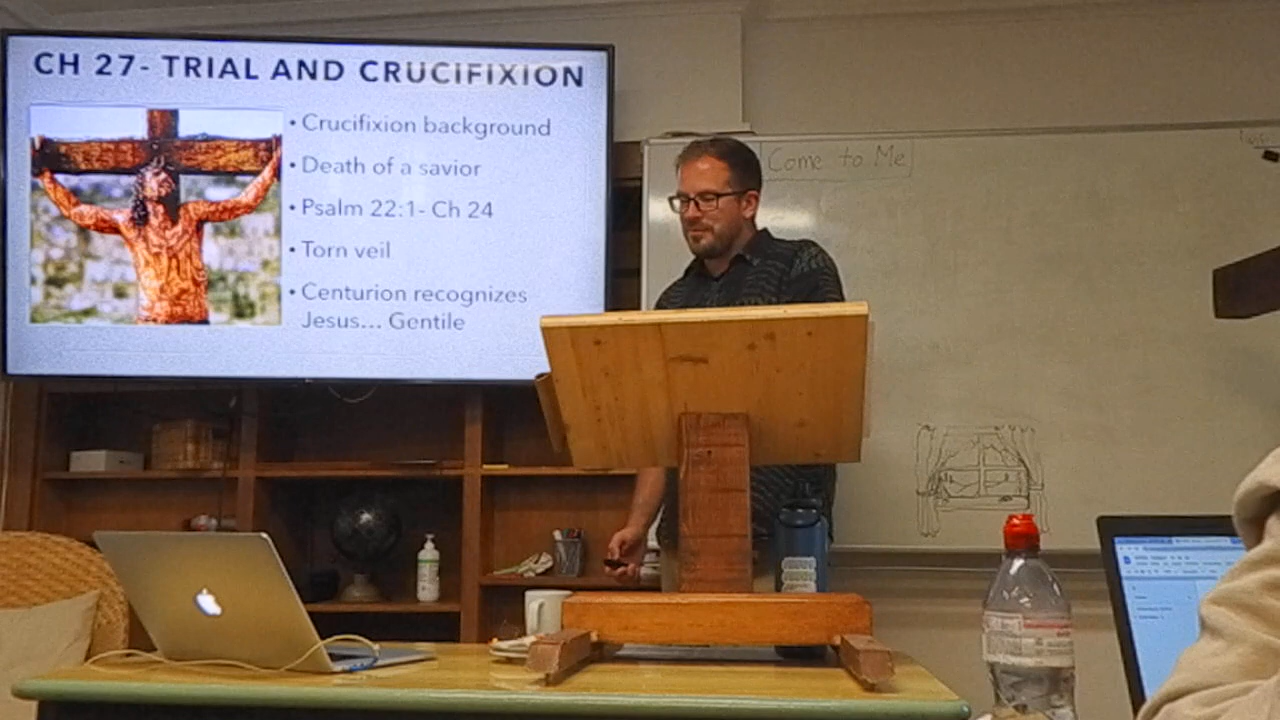 CH 27- TRIAL AND CRUCIFIXION
• Crucifixion background
• Death of a savior
• Psalm 22:1- Ch 24
• Torn veil
• Centurion recognizes
Jesus... Gentile
Come to Me